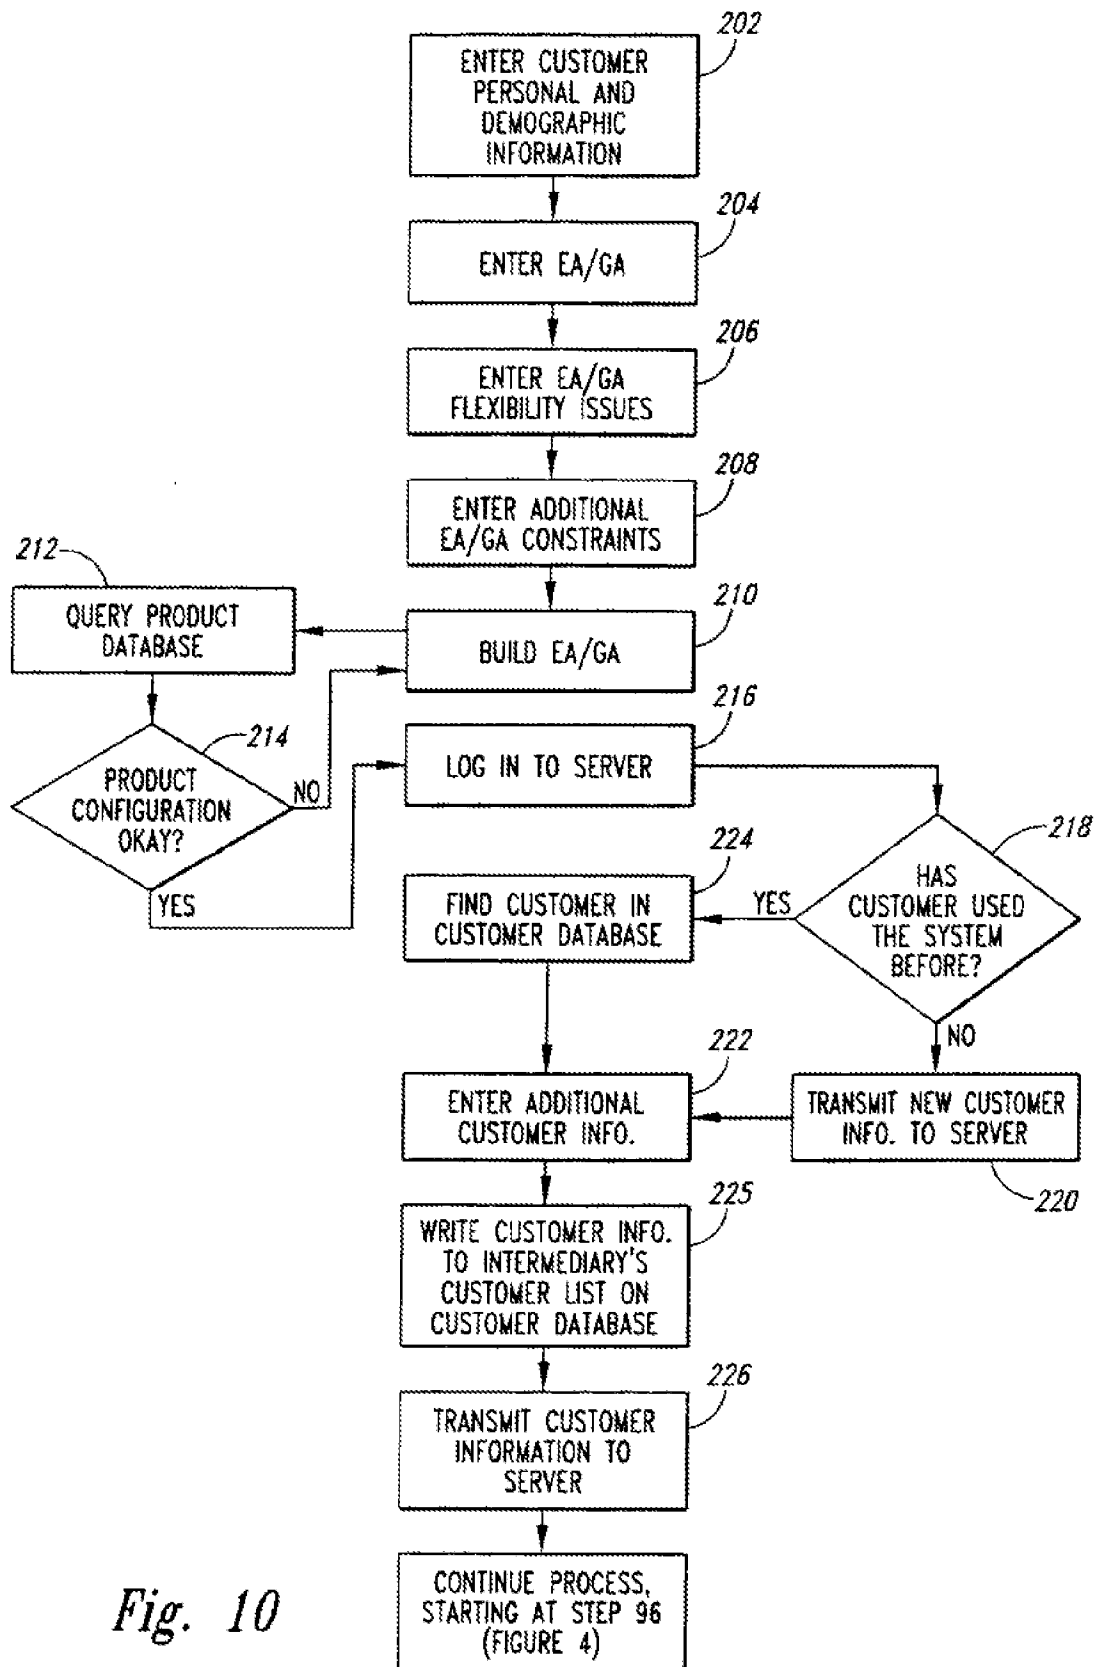 202
ENTER CUSTOMER
PERSONAL AND
DEMOGRAPHIC
INFORMATION
204
ENTER EA/GA
206
ENTER EA/GA
FLEXIBILITY ISSUES
208
ENTER ADDITIONAL
EA/GA CONSTRAINTS
212
QUERY PRODUCT
DATABASE
210
BUILD EA/GA
214
PRODUCT
CONFIGURATION
OKAY?
NO
YES
216
LOG IN TO SERVER
218
HAS
CUSTOMER USED
THE SYSTEM
BEFORE?
YES
NO
224
FIND CUSTOMER IN
CUSTOMER DATABASE
222
ENTER ADDITIONAL
CUSTOMER INFO.
TRANSMIT NEW CUSTOMER
INFO. TO SERVER
220
225
WRITE CUSTOMER INFO.
TO INTERMEDIARY'S
CUSTOMER LIST ON
CUSTOMER DATABASE
226
TRANSMIT CUSTOMER
INFORMATION TO
SERVER
CONTINUE PROCESS,
STARTING AT STEP 96
(FIGURE 4)
Fig. 10